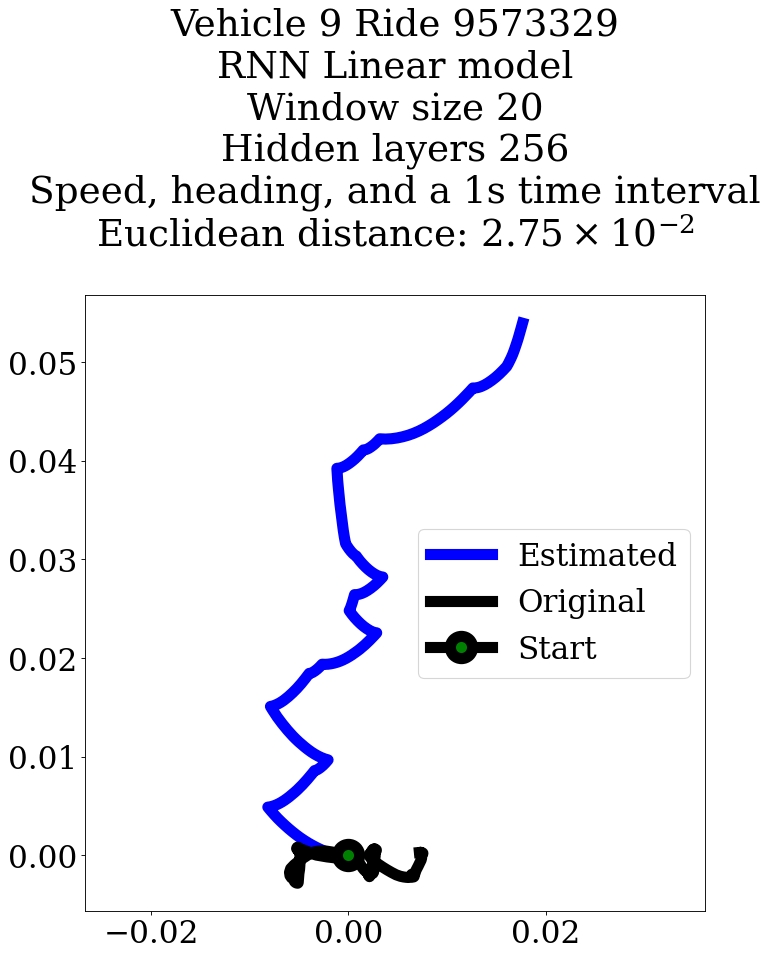 Vehicle 9 Ride 9573329
RNN Linear model
Window size 20
Hidden layers 256
Speed, heading, and a 1s time interval
Euclidean distance: 2.75 × 10⁻²
0.05
0.04
0.03
0.02
0.01
0.00
Estimated
Original
Start
−0.02
0.00
0.02